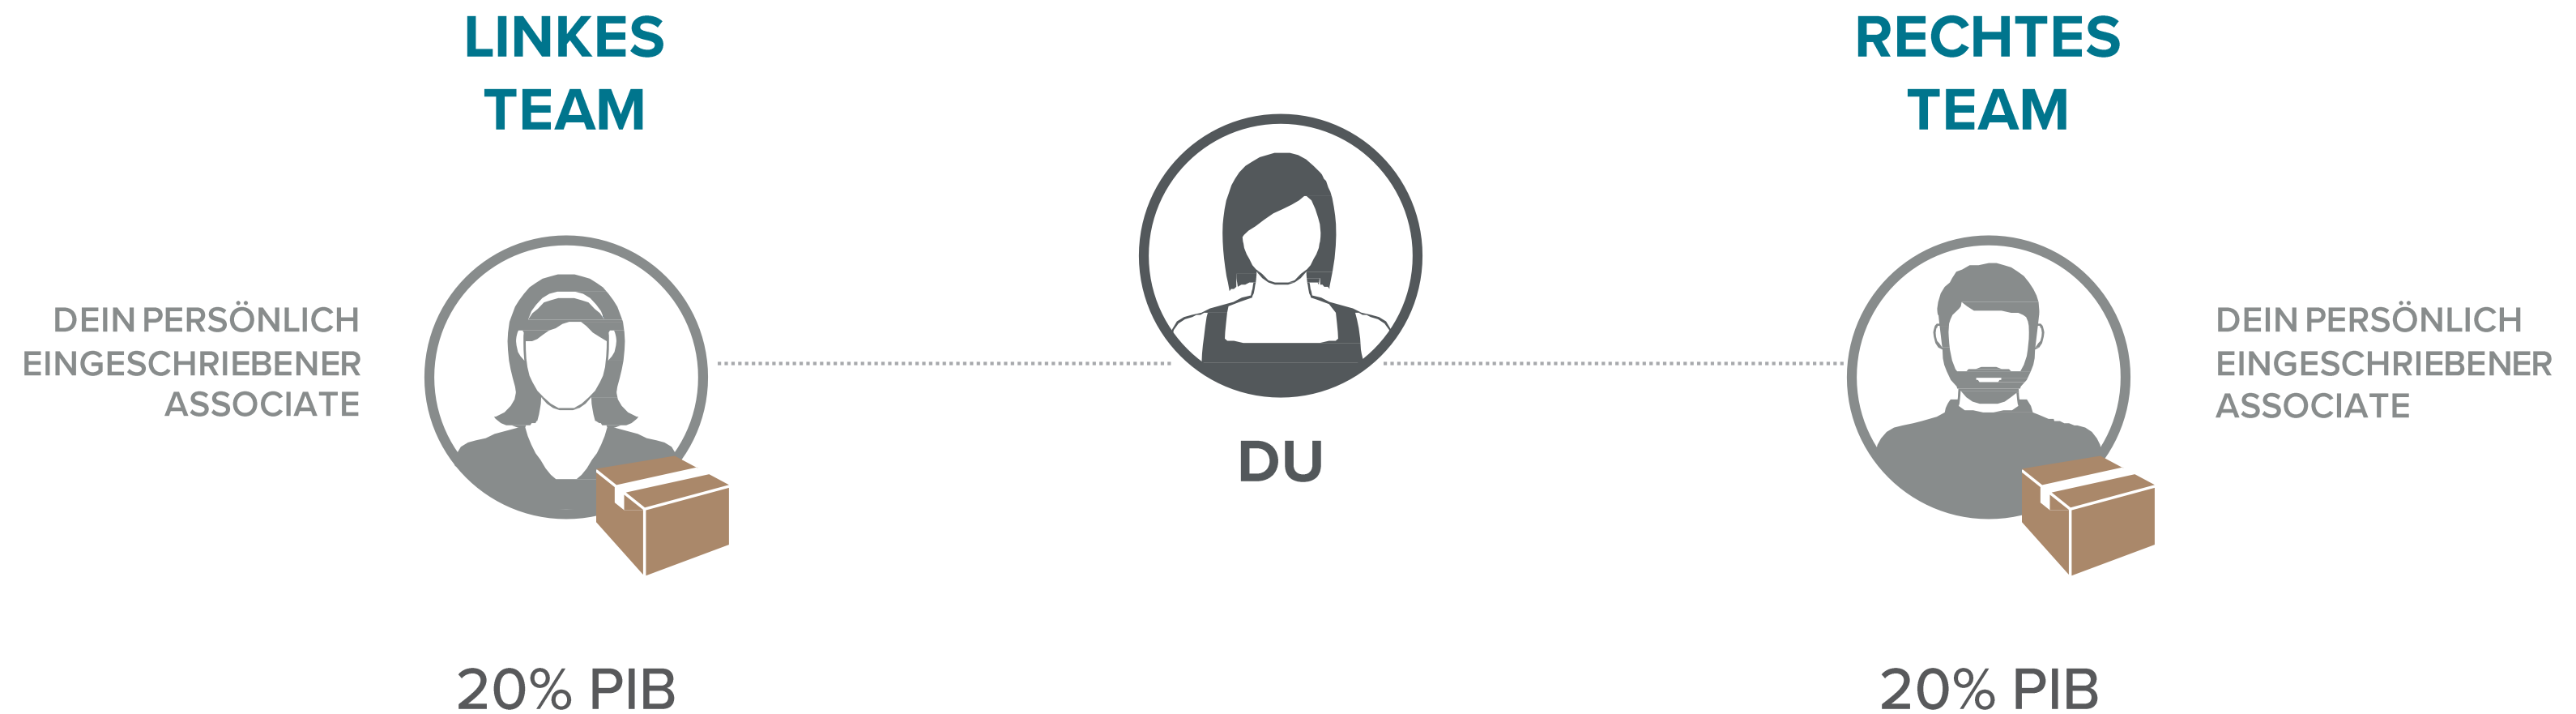 LINKES
TEAM
RECHTES
TEAM
DEIN PERSÖNLICH
EINGESCHRIEBENER
ASSOCIATE
DU
DEIN PERSÖNLICH
EINGESCHRIEBENER
ASSOCIATE
20% PIB
20% PIB